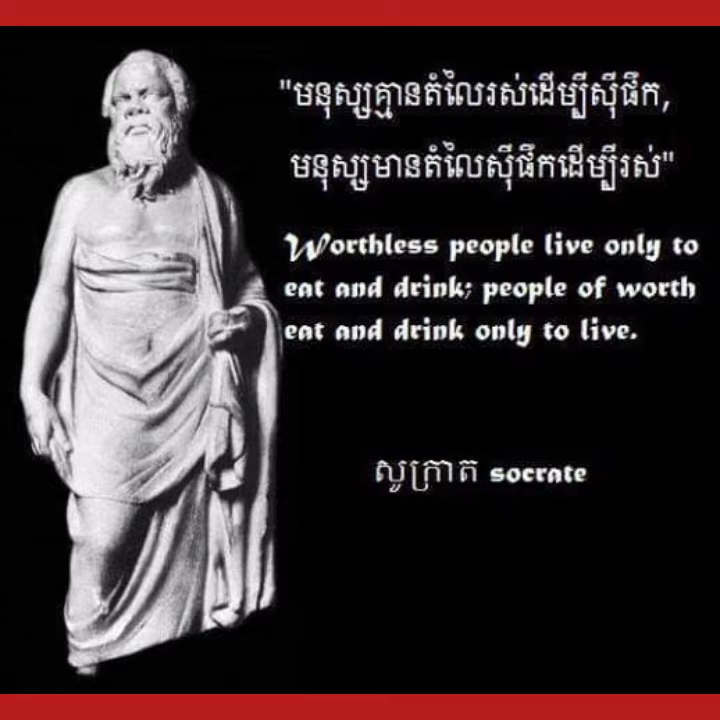 "មនុស្សគ្មានតំលៃរស់ដើម្បីស៊ីផឹក,
មនុស្សមានតំលៃស៊ីផឹកដើម្បីរស់"
Worthless people live only to
eat and drink; people of worth
eat and drink only to live.
សូក្រាត socrate